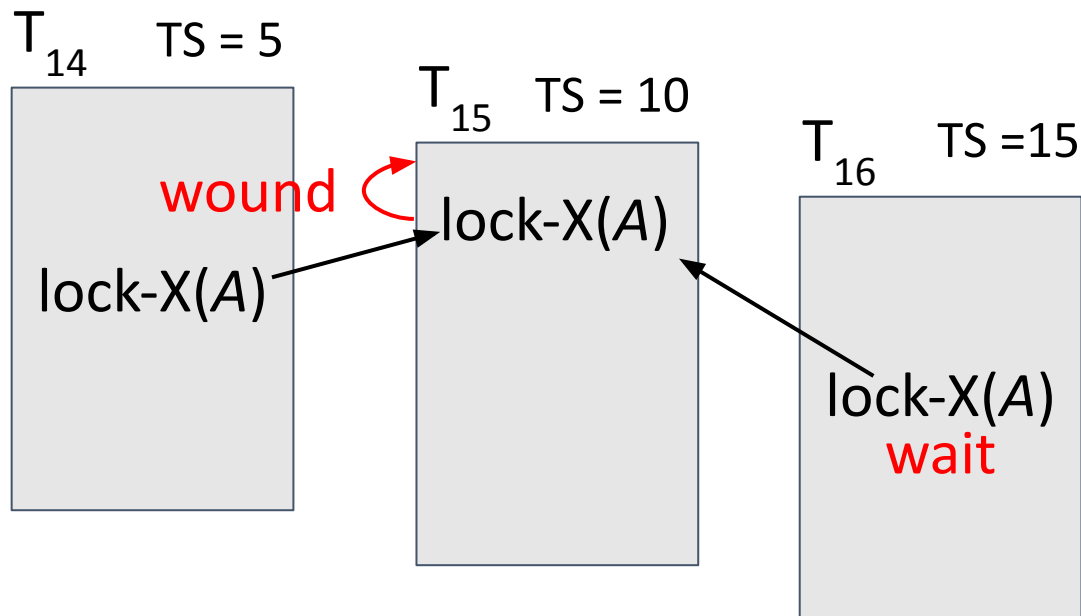 T14 TS = 5
T15 TS = 10
T16 TS =15
wound
lock-X(A)
lock-X(A)
lock-X(A)
wait